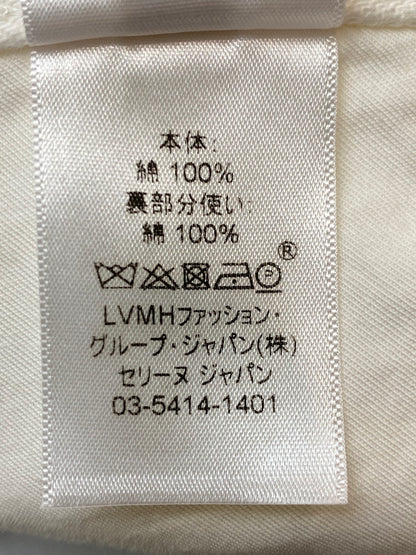 本体:
綿 100%
裏部分使い:
綿 100%
®
P
LVMHファッション・
グループ・ジャパン(株)
セリーヌ ジャパン
03-5414-1401